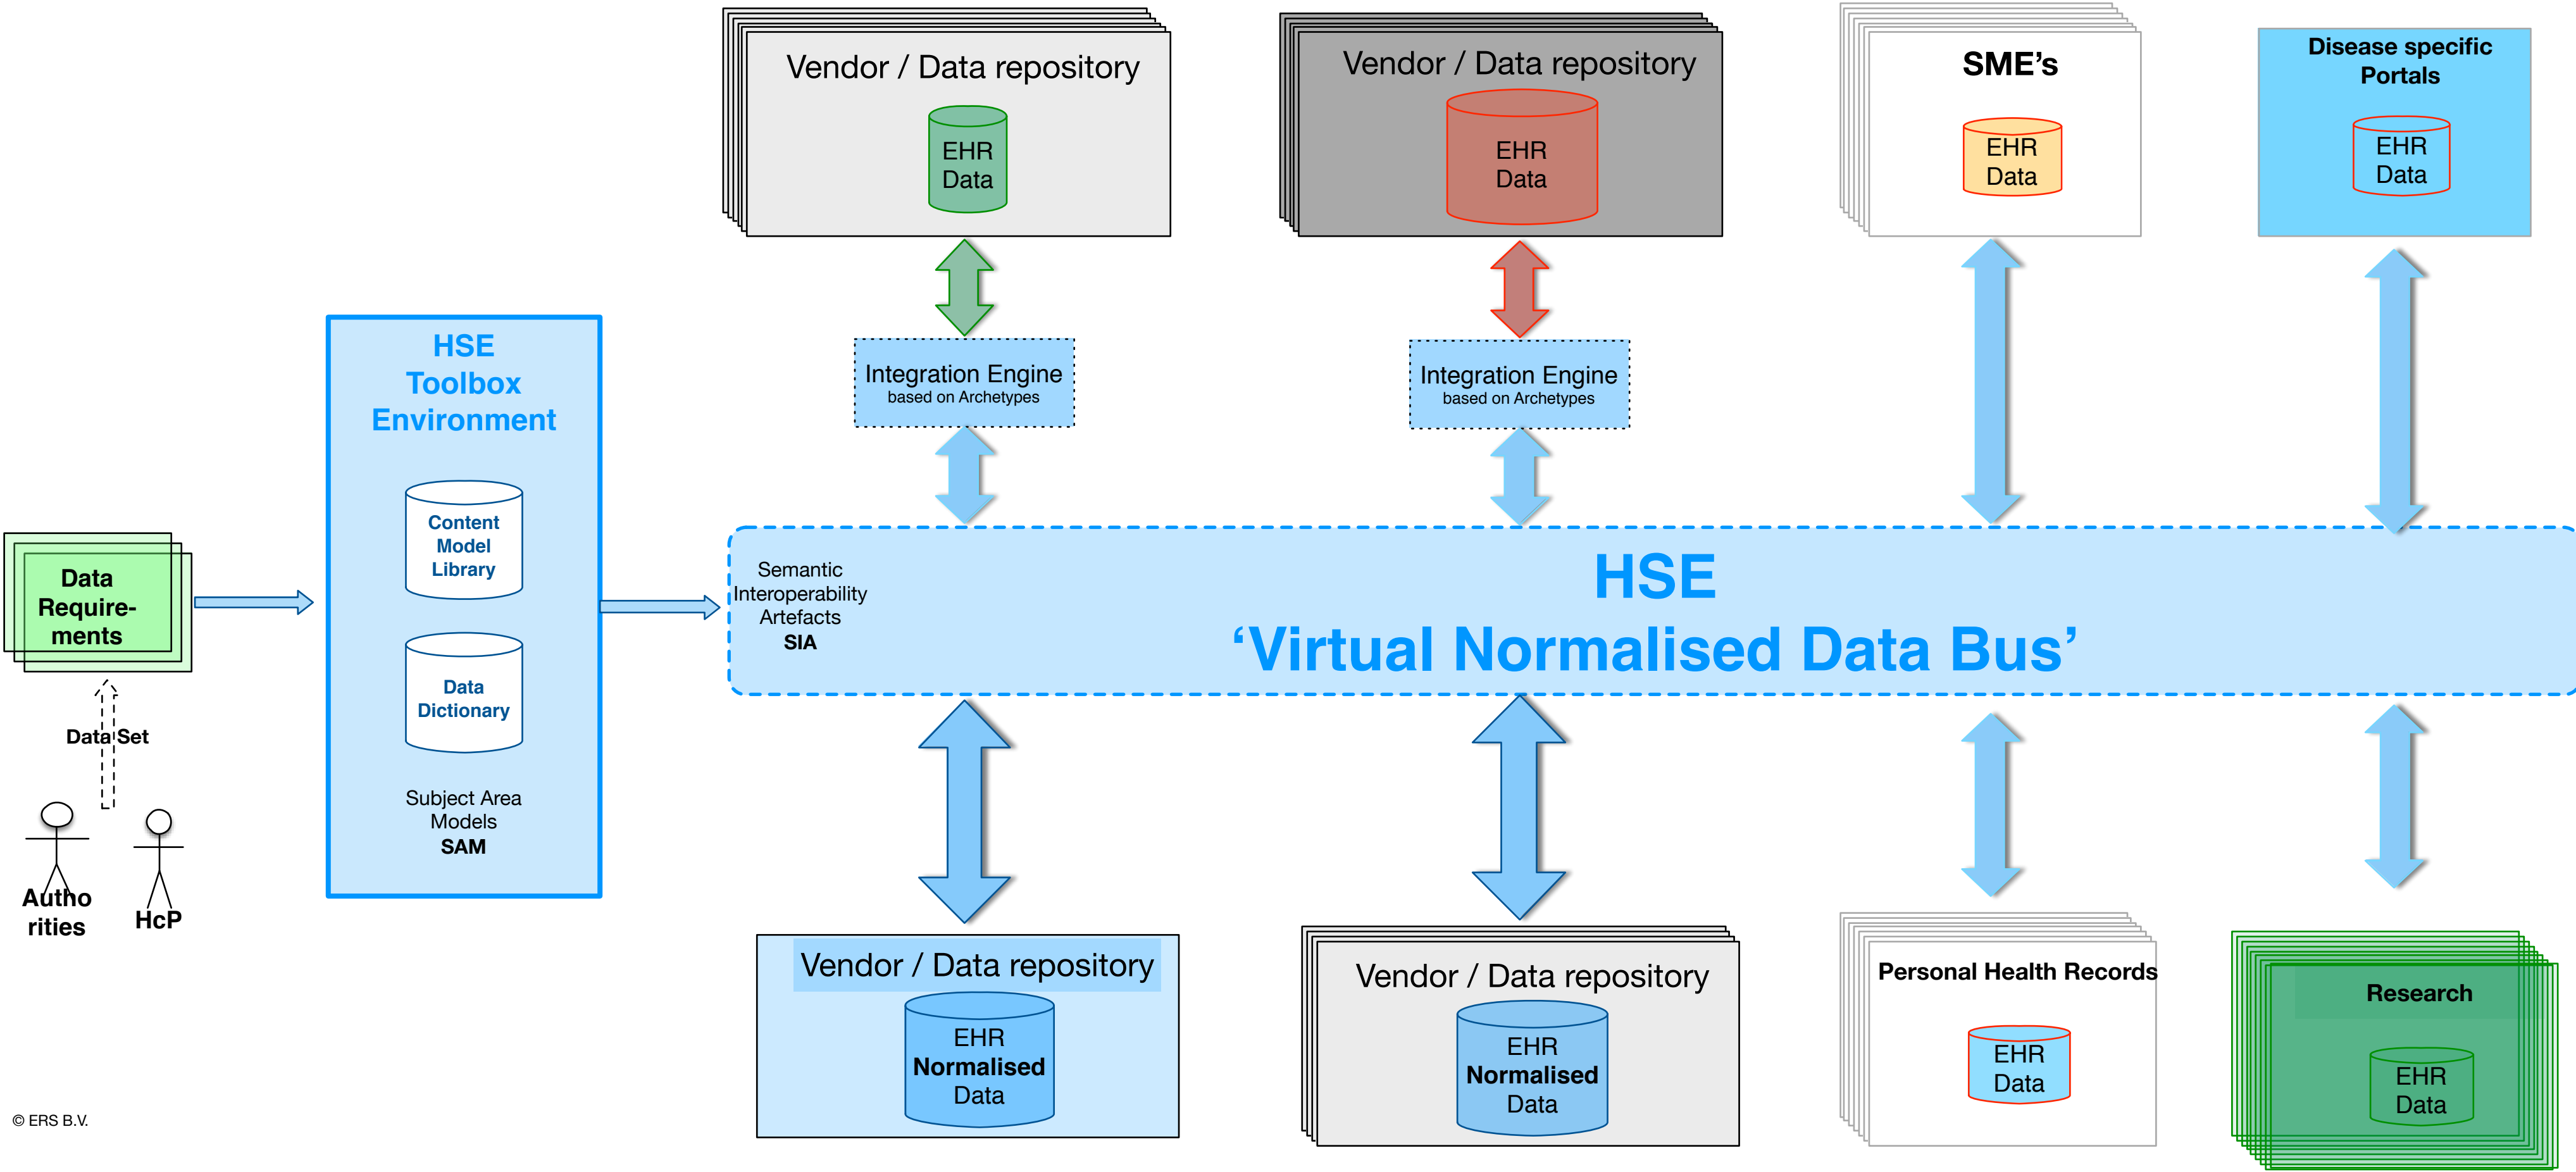 Vendor / Data repository
EHR
Data
Vendor / Data repository
EHR
Data
SME's
EHR
Data
Disease specific
Portals
EHR
Data
Integration Engine
based on Archetypes
Integration Engine
based on Archetypes
HSE
Toolbox
Environment
Content
Model
Library
Data
Dictionary
Subject Area
Models
SAM
Data
Require-
ments
Data Set
Autho
rities
HcP
Semantic
Interoperability
Artefacts
SIA
HSE
‘Virtual Normalised Data Bus’
Vendor / Data repository
EHR
Normalised
Data
Vendor / Data repository
EHR
Normalised
Data
Personal Health Records
EHR
Data
Research
EHR
Data
© ERS B.V.